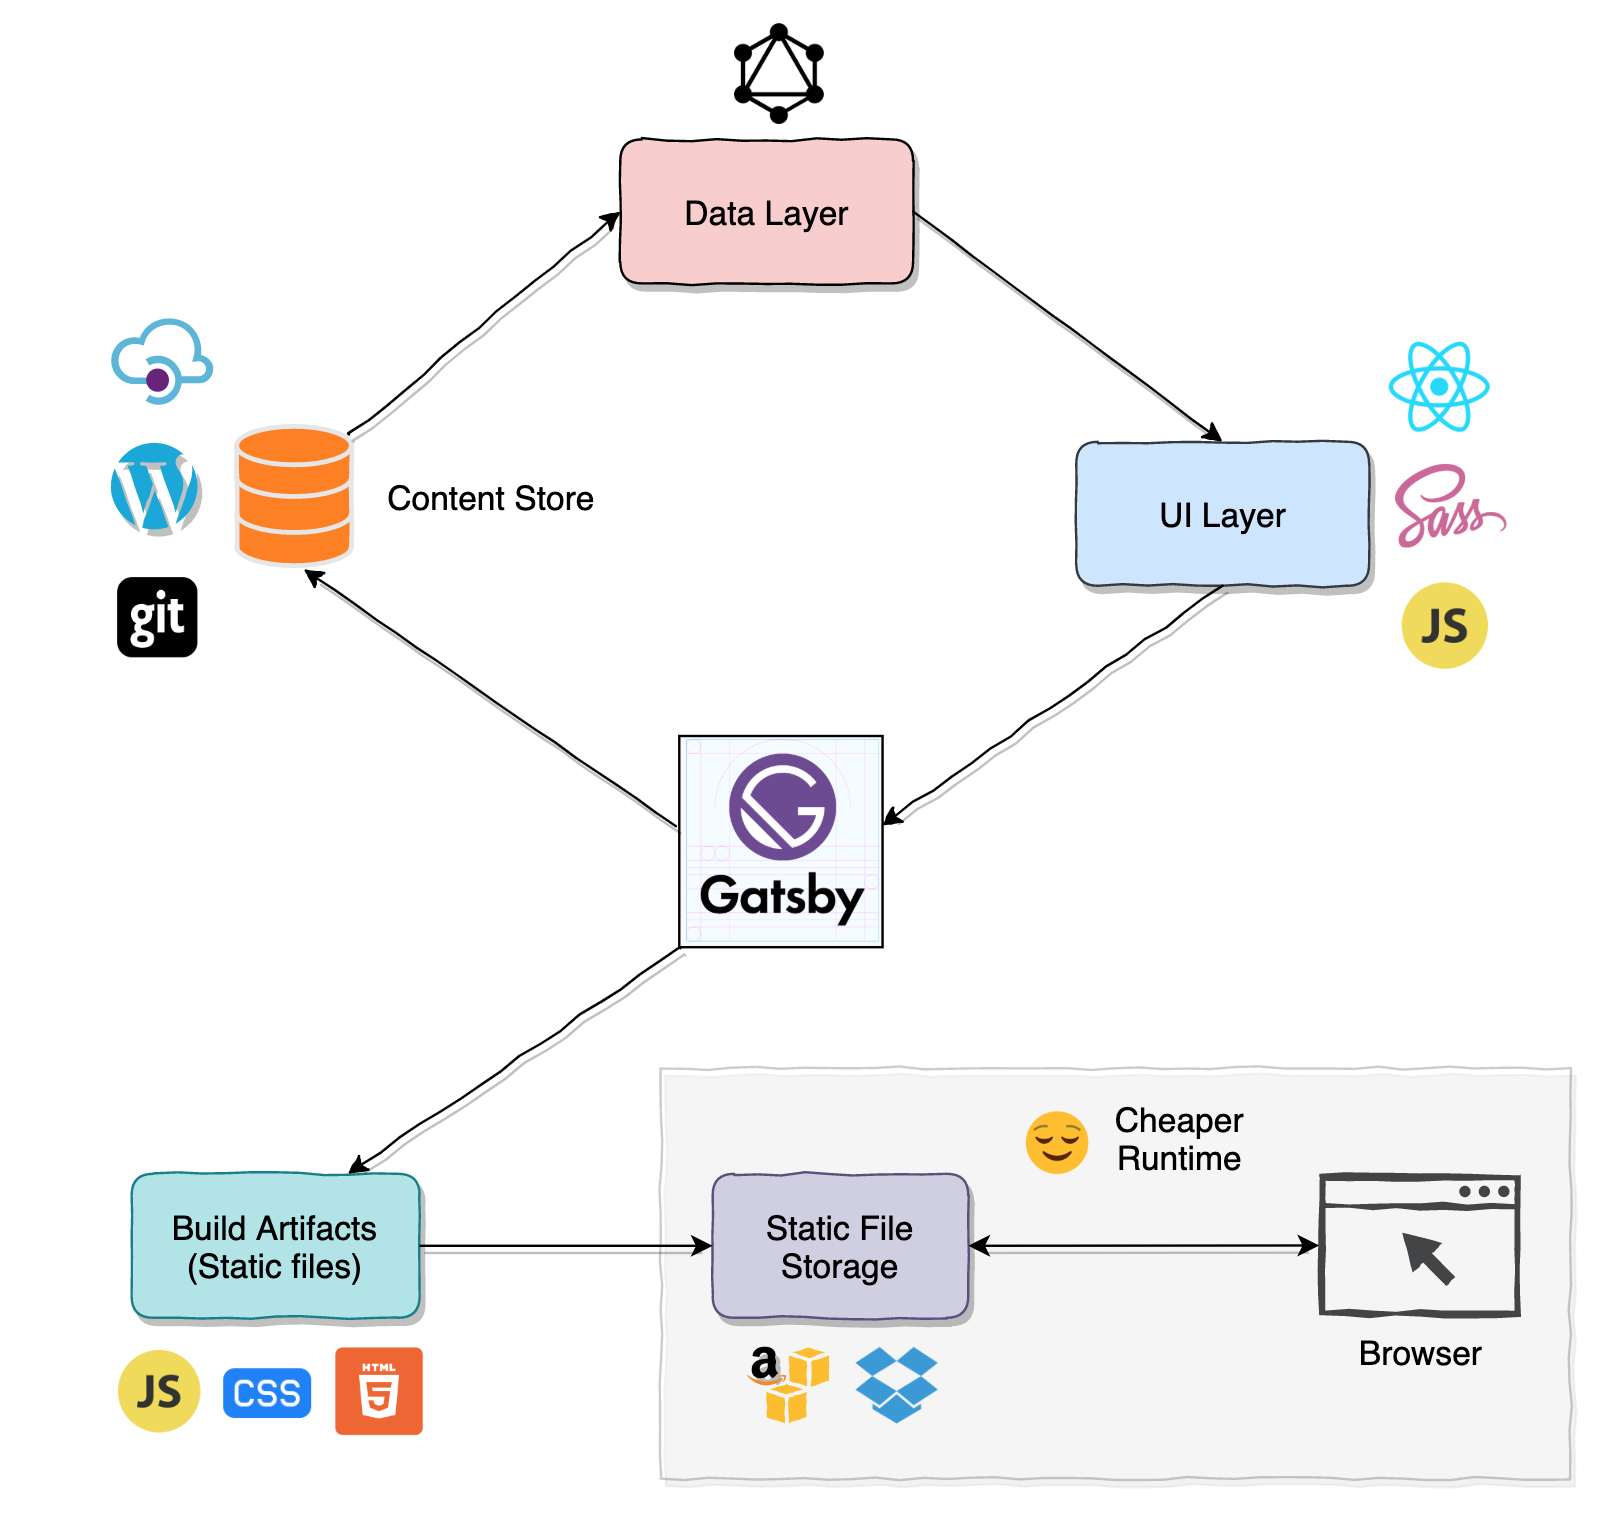 Data Layer
Content Store
git
UI Layer
Sass
JS
Gatsby
Cheaper
Runtime
Build Artifacts
(Static files)
Static File
Storage
Browser
JS
CSS
HTML
5
a